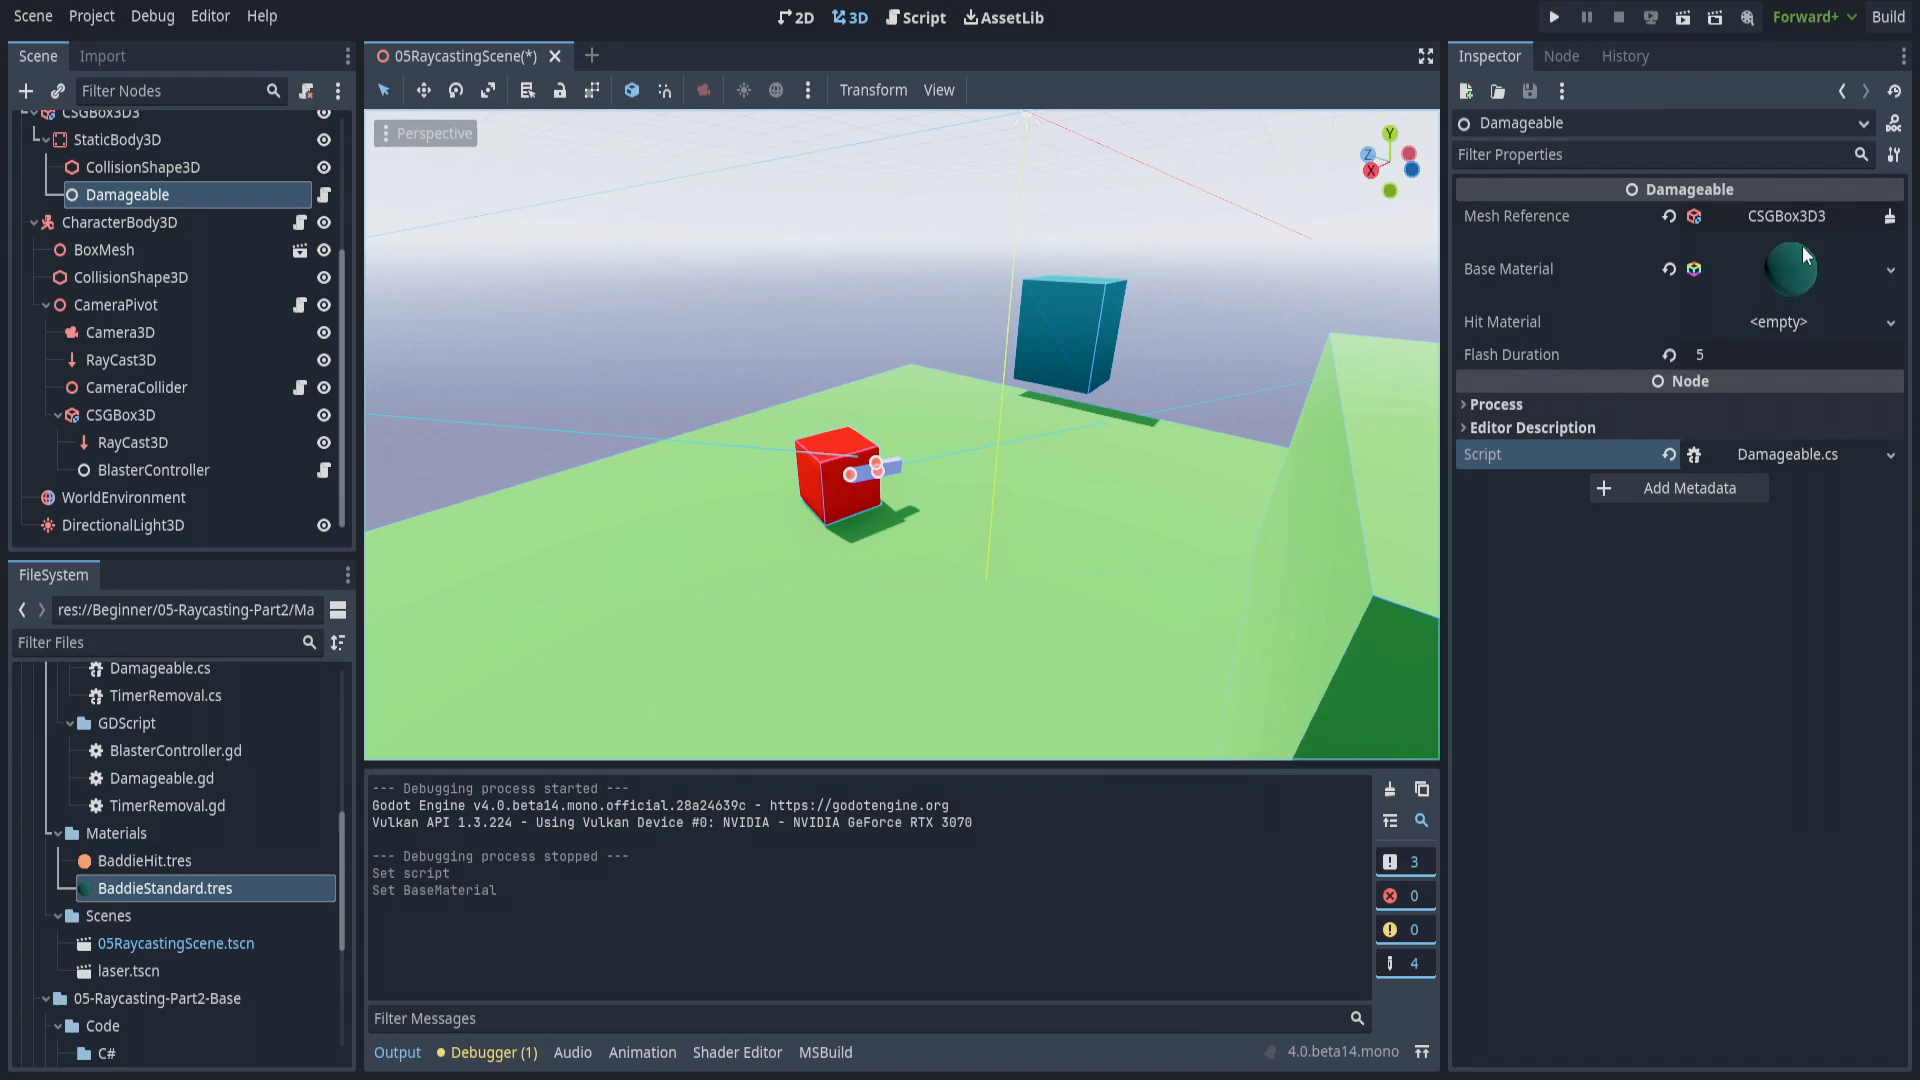 Scene Project Debug Editor Help
2D 3D Script AssetLib
Forward+ Build
Scene Import
Filter Nodes
CSGBox3D3
StaticBody3D
CollisionShape3D
Damageable
CharacterBody3D
BoxMesh
CollisionShape3D
CameraPivot
Camera3D
RayCast3D
CameraCollider
CSGBox3D
RayCast3D
BlasterController
WorldEnvironment
DirectionalLight3D
FileSystem
res://Beginner/05-Raycasting-Part2/Ma
Filter Files
Damageable.cs
TimerRemoval.cs
GDScript
BlasterController.gd
Damageable.gd
TimerRemoval.gd
Materials
BaddieHit.tres
BaddieStandard.tres
Scenes
05RaycastingScene.tscn
laser.tscn
05-Raycasting-Part2-Base
Code
C#
05RaycastingScene(*)
Transform View
Perspective
Y
Z
X
--- Debugging process started ---
Godot Engine v4.0.beta14.mono.official.28a24639c - https://godotengine.org
Vulkan API 1.3.224 - Using Vulkan Device #0: NVIDIA - NVIDIA GeForce RTX 3070
--- Debugging process stopped ---
Set script
Set BaseMaterial
3
0
0
4
Filter Messages
Output Debugger (1) Audio Animation Shader Editor MSBuild
4.0.beta14.mono
Inspector Node History
Damageable
Filter Properties
Damageable
Mesh Reference CSGBox3D3
Base Material
Hit Material <empty>
Flash Duration 5
Node
Process
Editor Description
Script Damageable.cs
Add Metadata